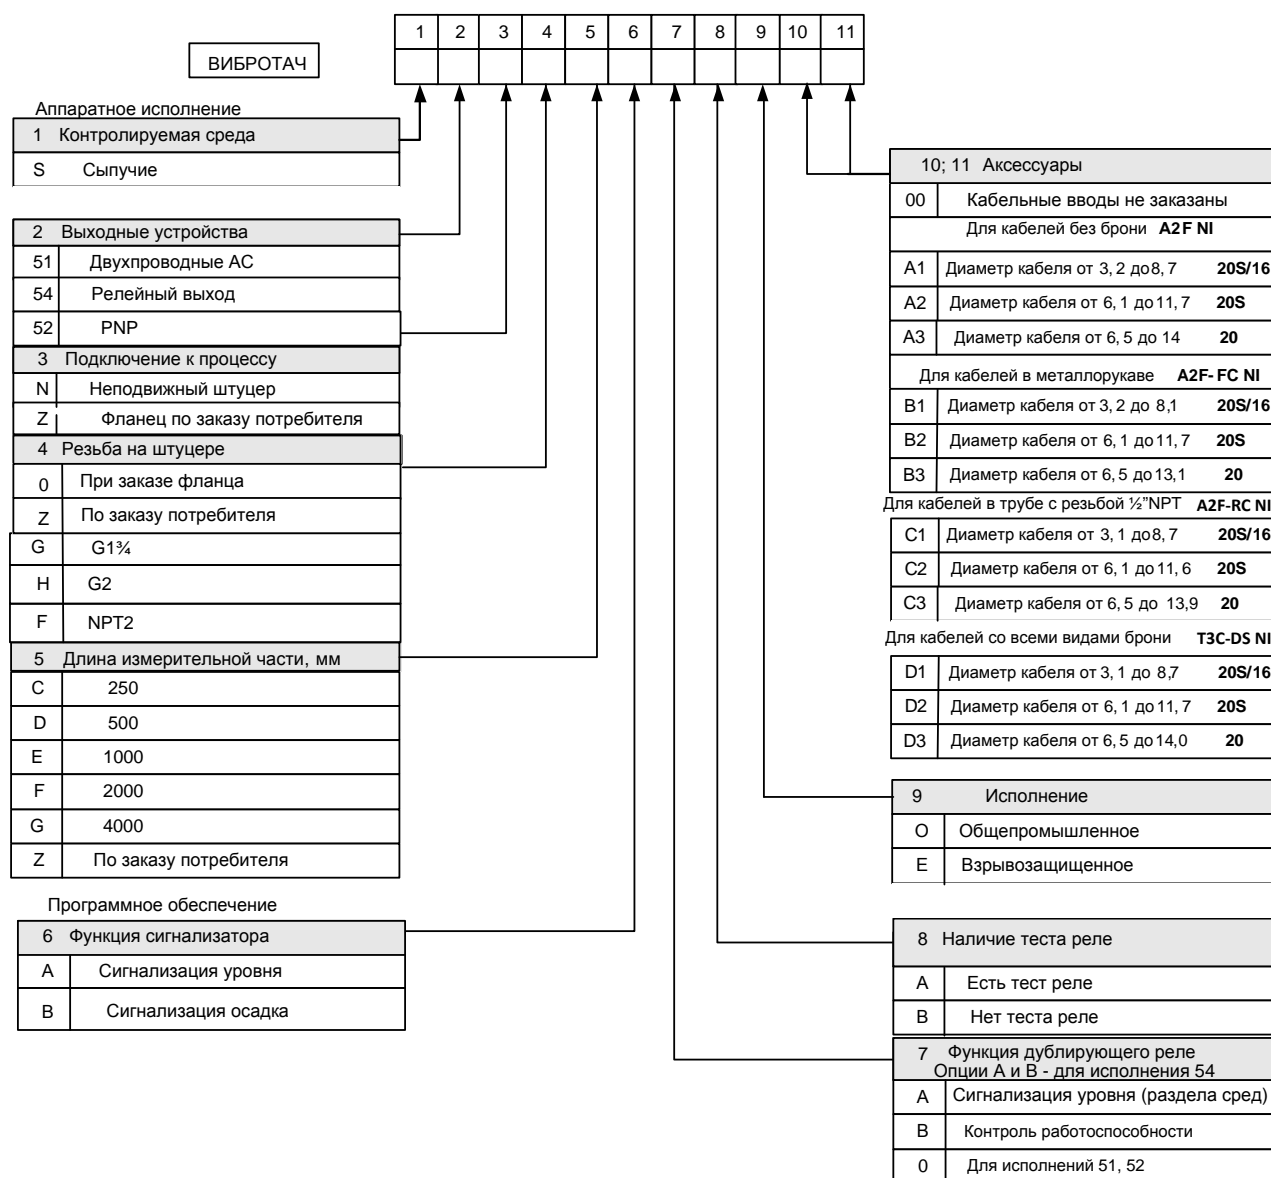 1 2 3 4 5 6 7 8 9 10 11
ВИБРОТАЧ
Аппаратное исполнение
1 Контролируемая среда
S Сыпучие
2 Выходные устройства
51 Двухпроводные АС
54 Релейный выход
52 PNP
3 Подключение к процессу
N Неподвижный штуцер
Z Фланец по заказу потребителя
4 Резьба на штуцере
0 При заказе фланца
Z По заказу потребителя
G G1¾
H G2
F NPT2
5 Длина измерительной части, мм
C 250
D 500
E 1000
F 2000
G 4000
Z По заказу потребителя
Программное обеспечение
6 Функция сигнализатора
A Сигнализация уровня
B Сигнализация осадка
10; 11 Аксессуары
00 Кабельные вводы не заказаны
Для кабелей без брони A2F NI
A1 Диаметр кабеля от 3, 2 до 8, 7 20S/16
A2 Диаметр кабеля от 6, 1 до 11, 7 20S
A3 Диаметр кабеля от 6, 5 до 14 20
Для кабелей в металлорукаве A2F- FC NI
B1 Диаметр кабеля от 3, 2 до 8,1 20S/16
B2 Диаметр кабеля от 6, 1 до 11, 7 20S
B3 Диаметр кабеля от 6, 5 до 13,1 20
Для кабелей в трубе с резьбой ½”NPT A2F-RC NI
C1 Диаметр кабеля от 3, 1 до 8, 7 20S/16
C2 Диаметр кабеля от 6, 1 до 11, 6 20S
C3 Диаметр кабеля от 6, 5 до 13,9 20
Для кабелей со всеми видами брони T3C-DS NI
D1 Диаметр кабеля от 3, 1 до 8,7 20S/16
D2 Диаметр кабеля от 6, 1 до 11, 7 20S
D3 Диаметр кабеля от 6, 5 до 14,0 20
9 Исполнение
O Общепромышленное
E Взрывозащищенное
8 Наличие теста реле
A Есть тест реле
B Нет теста реле
7 Функция дублирующего реле
Опции А и В - для исполнения 54
A Сигнализация уровня (раздела сред)
B Контроль работоспособности
0 Для исполнений 51, 52